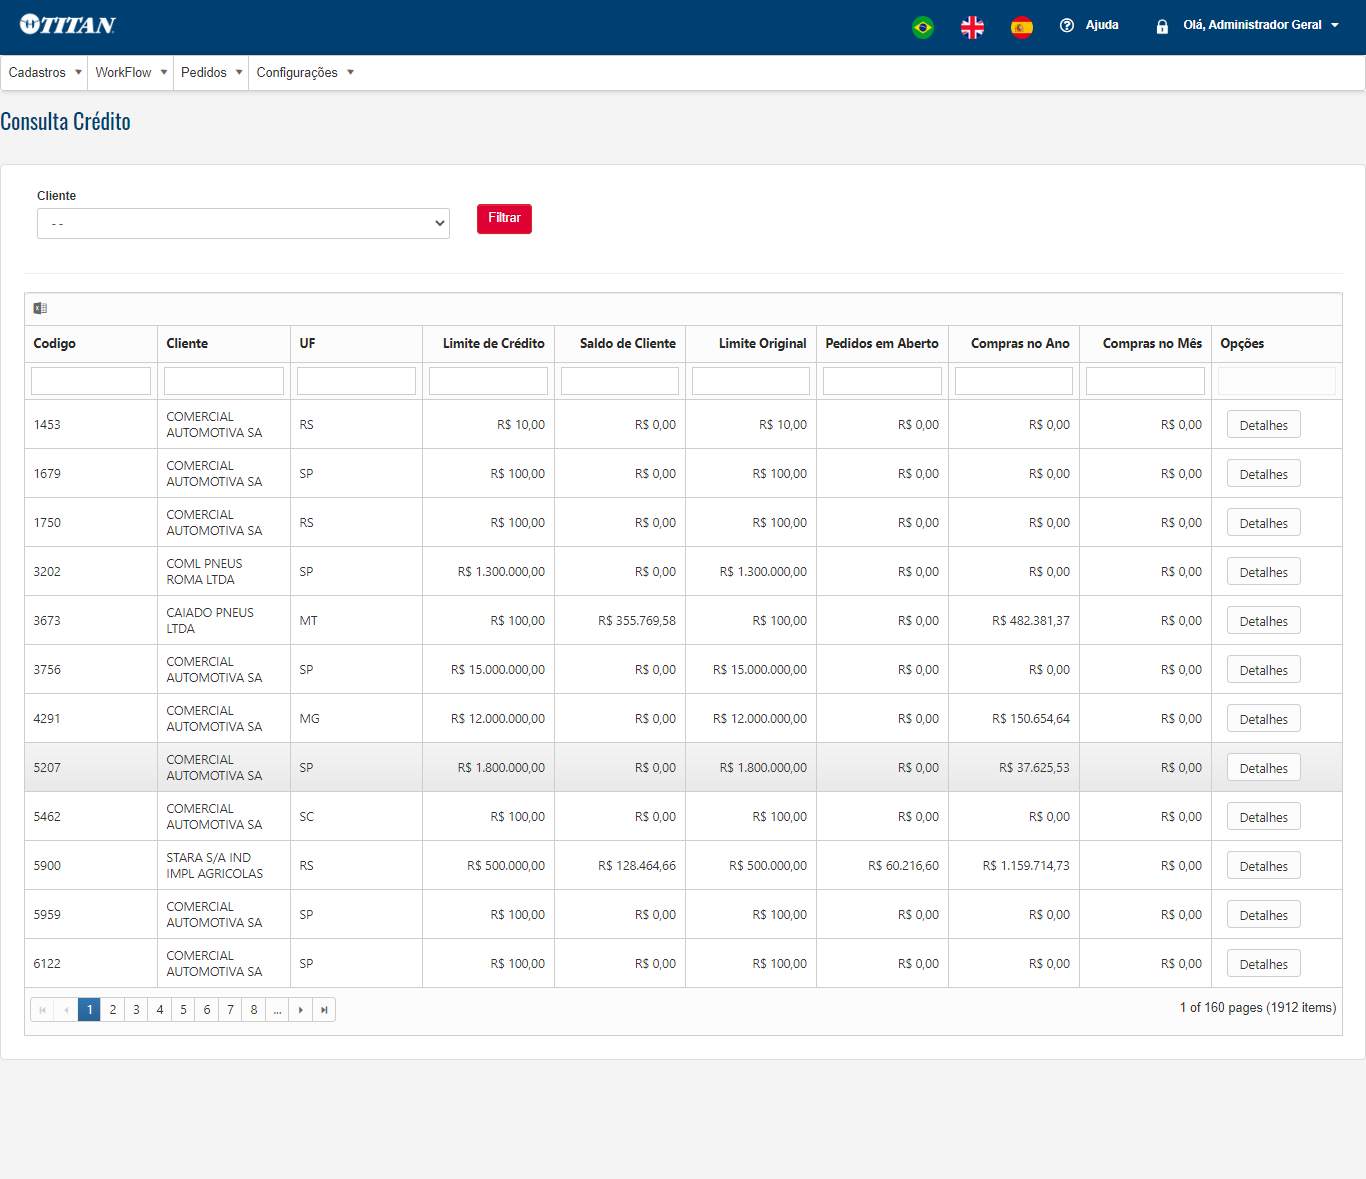 TITAN
Ajuda
Olá, Administrador Geral
Cadastros WorkFlow Pedidos Configurações
Consulta Crédito
Cliente
- -
Filtrar
Codigo Cliente UF Limite de Crédito Saldo de Cliente Limite Original Pedidos em Aberto Compras no Ano Compras no Mês Opções
1453 COMERCIAL AUTOMOTIVA SA RS R$ 10,00 R$ 0,00 R$ 10,00 R$ 0,00 R$ 0,00 R$ 0,00 Detalhes
1679 COMERCIAL AUTOMOTIVA SA SP R$ 100,00 R$ 0,00 R$ 100,00 R$ 0,00 R$ 0,00 R$ 0,00 Detalhes
1750 COMERCIAL AUTOMOTIVA SA RS R$ 100,00 R$ 0,00 R$ 100,00 R$ 0,00 R$ 0,00 R$ 0,00 Detalhes
3202 COML PNEUS ROMA LTDA SP R$ 1.300.000,00 R$ 0,00 R$ 1.300.000,00 R$ 0,00 R$ 0,00 R$ 0,00 Detalhes
3673 CAIADO PNEUS LTDA MT R$ 100,00 R$ 355.769,58 R$ 100,00 R$ 0,00 R$ 482.381,37 R$ 0,00 Detalhes
3756 COMERCIAL AUTOMOTIVA SA SP R$ 15.000.000,00 R$ 0,00 R$ 15.000.000,00 R$ 0,00 R$ 0,00 R$ 0,00 Detalhes
4291 COMERCIAL AUTOMOTIVA SA MG R$ 12.000.000,00 R$ 0,00 R$ 12.000.000,00 R$ 0,00 R$ 150.654,64 R$ 0,00 Detalhes
5207 COMERCIAL AUTOMOTIVA SA SP R$ 1.800.000,00 R$ 0,00 R$ 1.800.000,00 R$ 0,00 R$ 37.625,53 R$ 0,00 Detalhes
5462 COMERCIAL AUTOMOTIVA SA SC R$ 100,00 R$ 0,00 R$ 100,00 R$ 0,00 R$ 0,00 R$ 0,00 Detalhes
5900 STARA S/A IND IMPL AGRICOLAS RS R$ 500.000,00 R$ 128.464,66 R$ 500.000,00 R$ 60.216,60 R$ 1.159.714,73 R$ 0,00 Detalhes
5959 COMERCIAL AUTOMOTIVA SA SP R$ 100,00 R$ 0,00 R$ 100,00 R$ 0,00 R$ 0,00 R$ 0,00 Detalhes
6122 COMERCIAL AUTOMOTIVA SA SP R$ 100,00 R$ 0,00 R$ 100,00 R$ 0,00 R$ 0,00 R$ 0,00 Detalhes
1 2 3 4 5 6 7 8 ... 1 of 160 pages (1912 items)